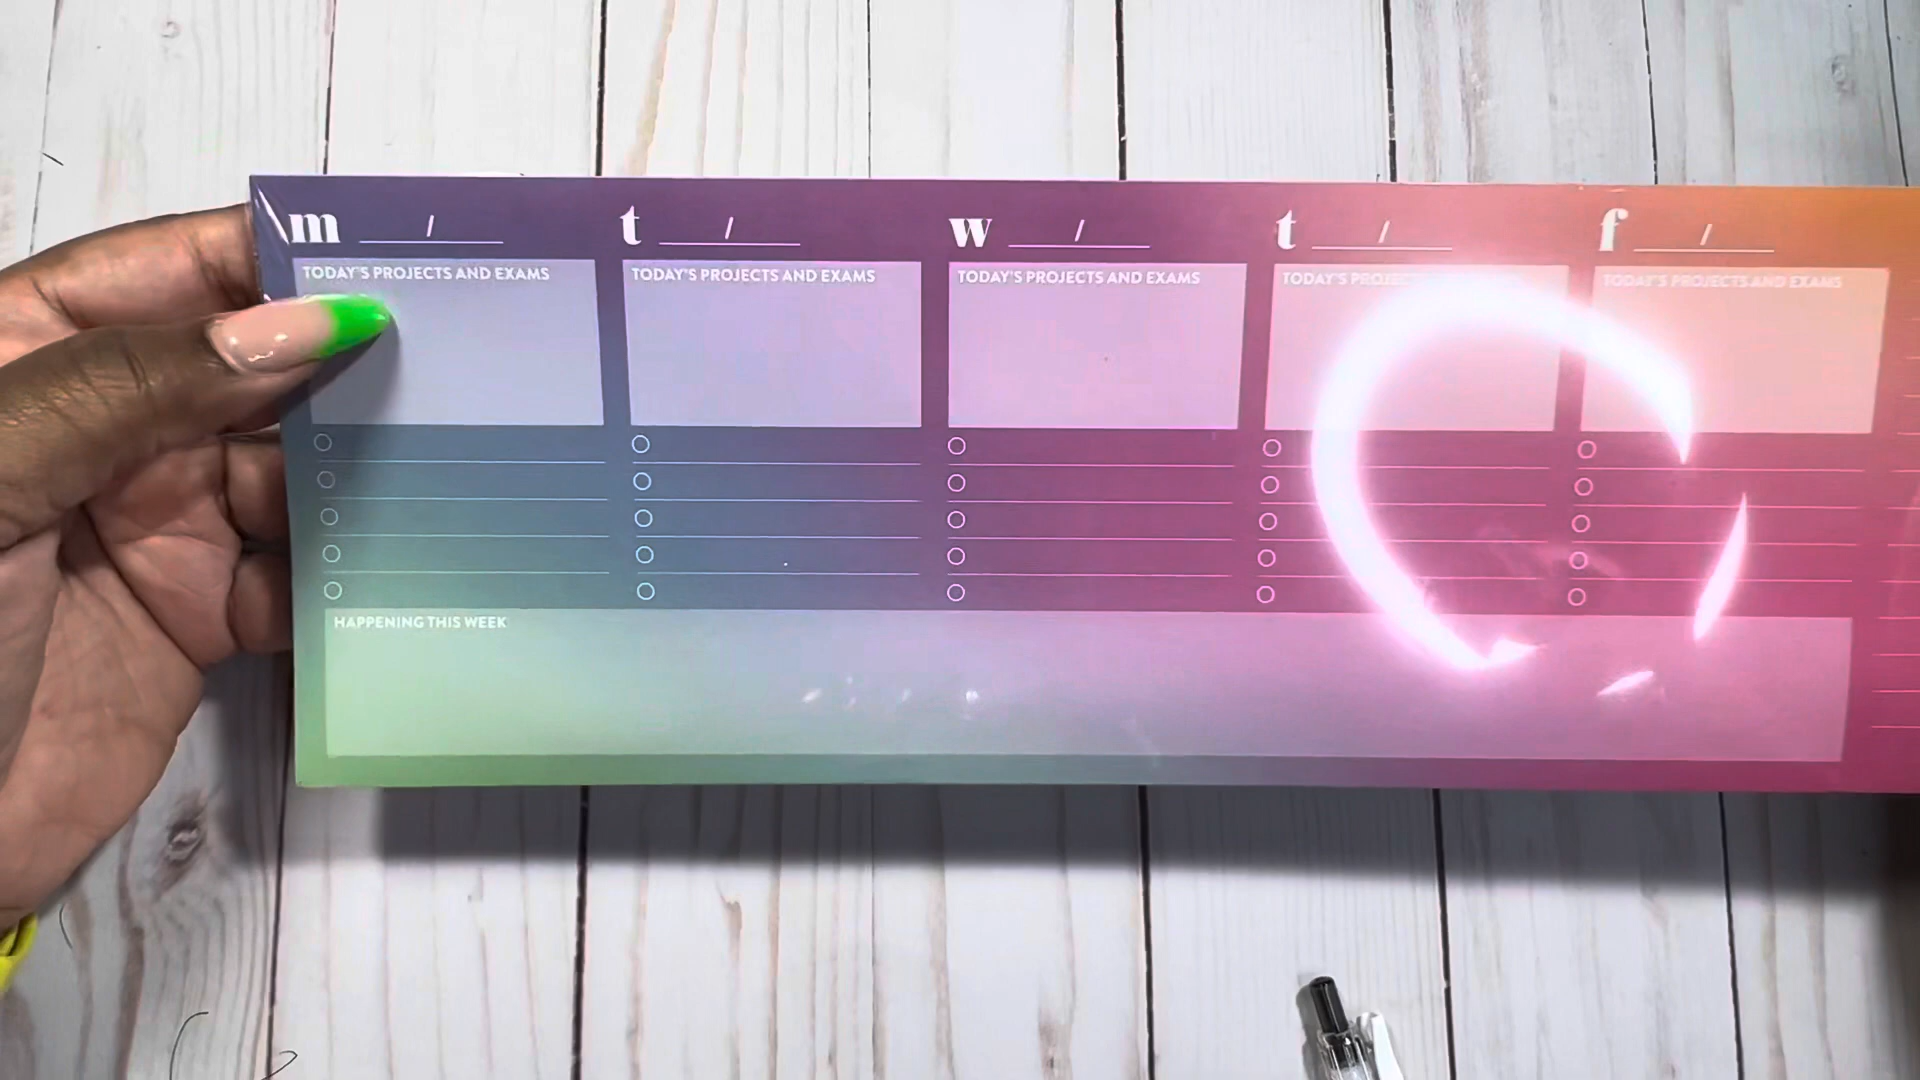 m / t / w / t / f /
TODAY'S PROJECTS AND EXAMS TODAY'S PROJECTS AND EXAMS TODAY'S PROJECTS AND EXAMS TODAY'S PROJECTS AND EXAMS
HAPPENING THIS WEEK